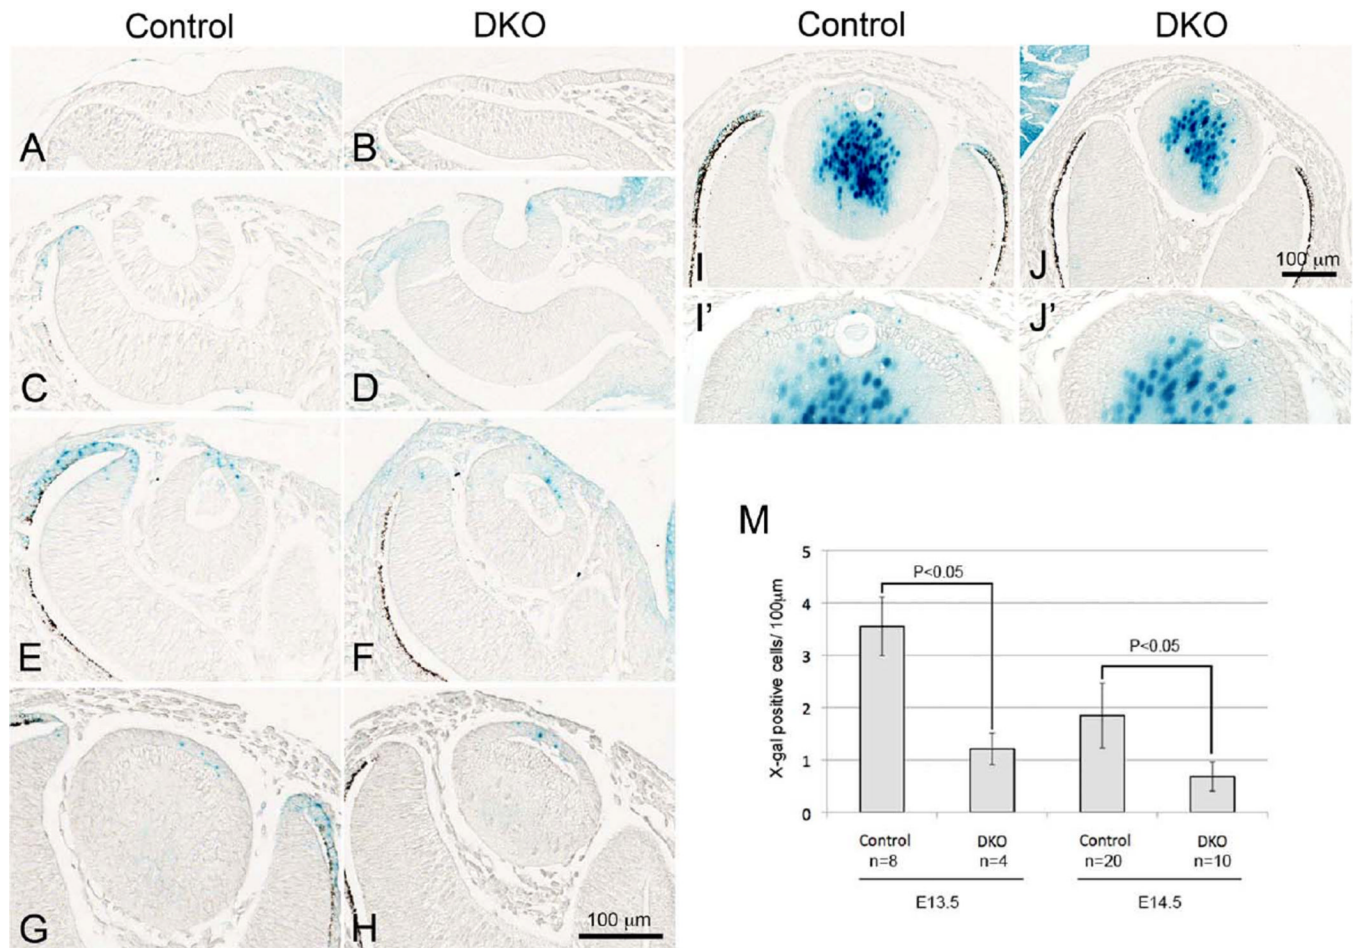 Control
DKO
Control
DKO
A
B
C
D
E
F
G
H
100 µm
I
J
100 µm
I’
J’
M
X-gal positive cells/ 100µm
5
4
3
2
1
0
P<0.05
P<0.05
Control
n=8
DKO
n=4
Control
n=20
DKO
n=10
E13.5
E14.5